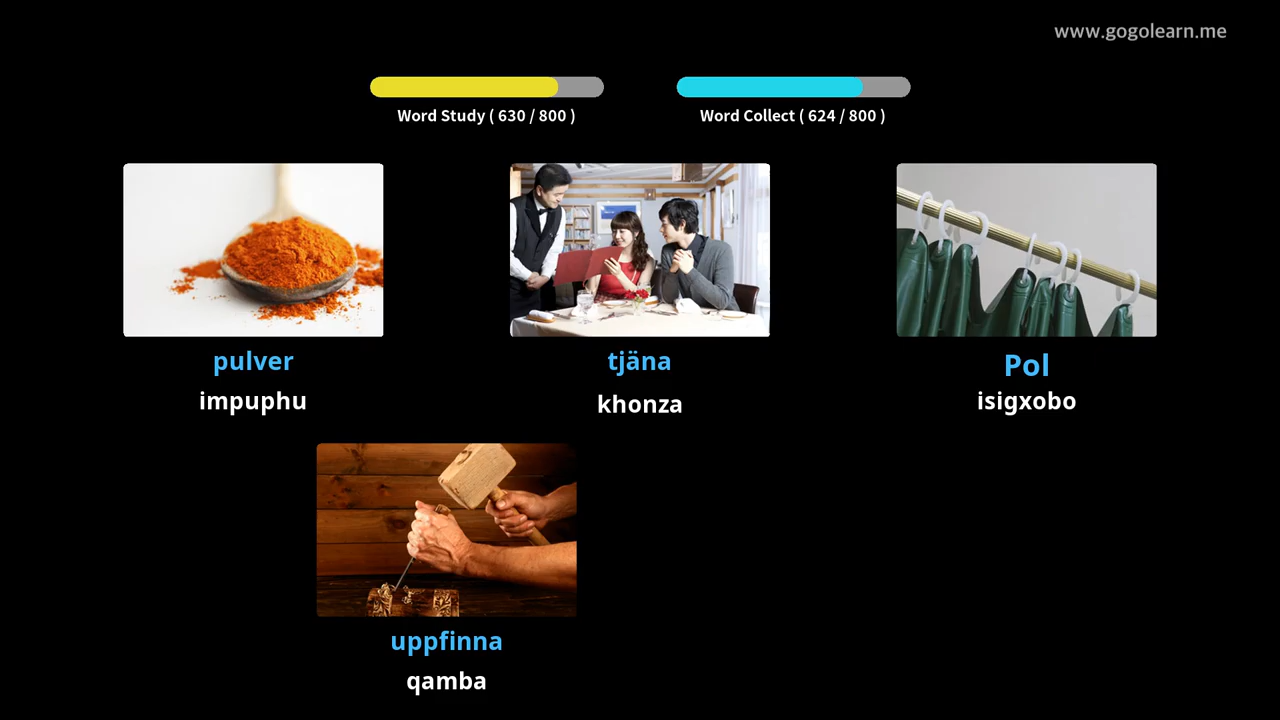 www.gogolearn.me
Word Study ( 630 / 800 )
Word Collect ( 624 / 800 )
pulver
impuphu
tjäna
khonza
Pol
isigxobo
uppfinna
qamba